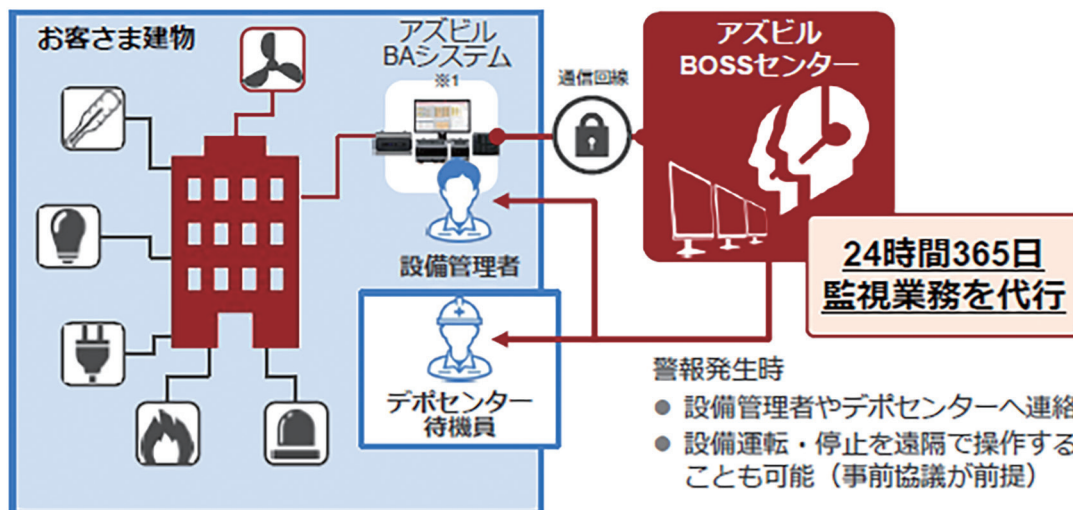 お客さま建物
アズビル
BAシステム
※1
通信回線
アズビル
BOSSセンター
設備管理者
24時間365日
監視業務を代行
デポセンター
待機員
警報発生時
● 設備管理者やデポセンターへ連絡
● 設備運転・停止を遠隔で操作する
ことも可能（事前協議が前提）